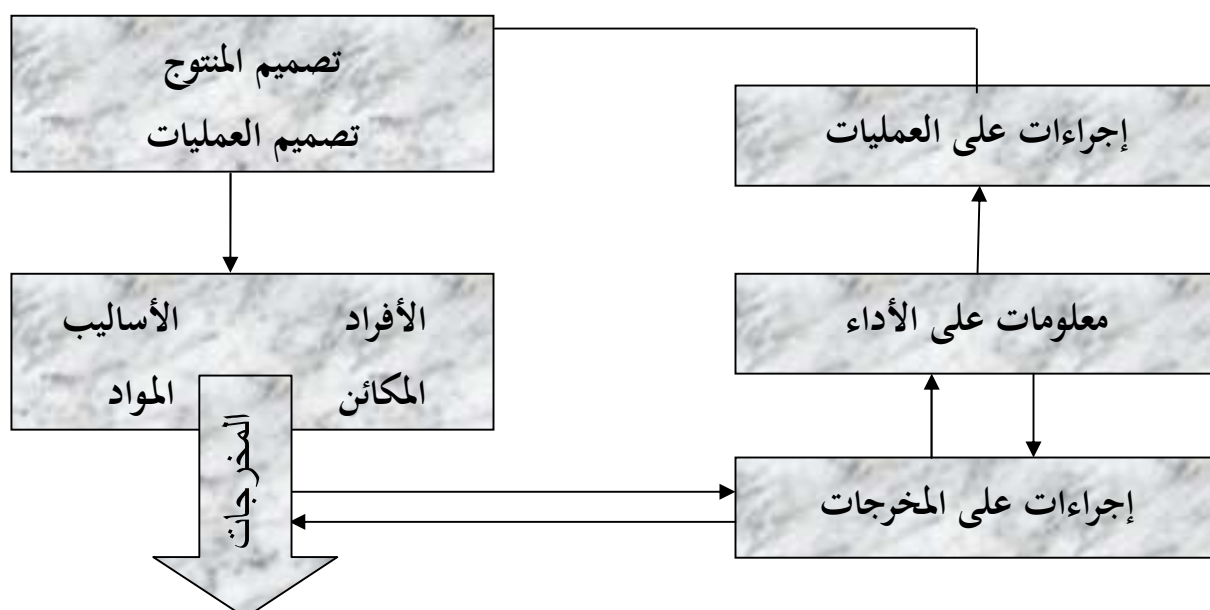 تصميم المنتوج
تصميم العمليات
إجراءات على العمليات
معلومات على الأداء
الأفراد الأساليب
المكائن المواد
المخرجات
إجراءات على المخرجات